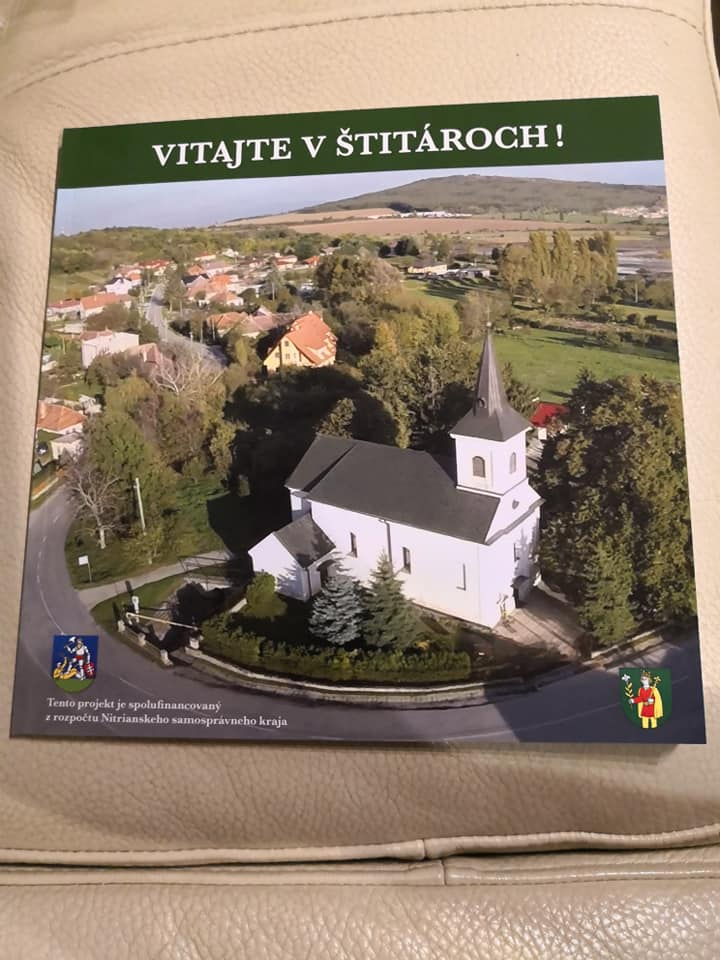 VITAJTE V ŠTITÁROCH!
Tento projekt je spolufinancovaný
z rozpočtu Nitrianskeho samosprávneho kraja